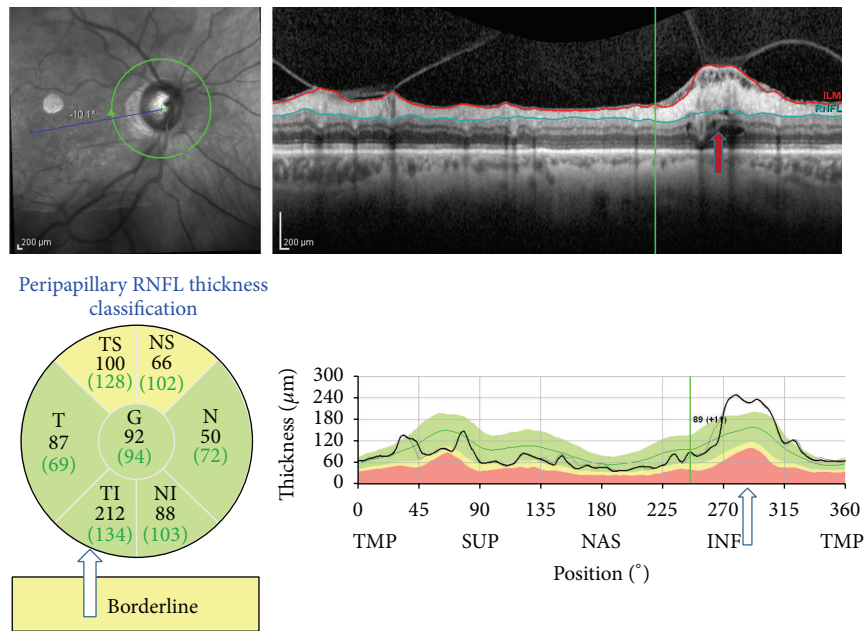 -10.1°
200 µm
ILM
RNFL
200 µm
Peripapillary RNFL thickness
classification
TS
100
(128)
NS
66
(102)
T
87
(69)
G
92
(94)
N
50
(72)
TI
212
(134)
NI
88
(103)
Borderline
Thickness (µm)
300
240
180
120
60
0
89 (+11)
0 45 90 135 180 225 270 315 360
TMP SUP NAS INF TMP
Position (°)